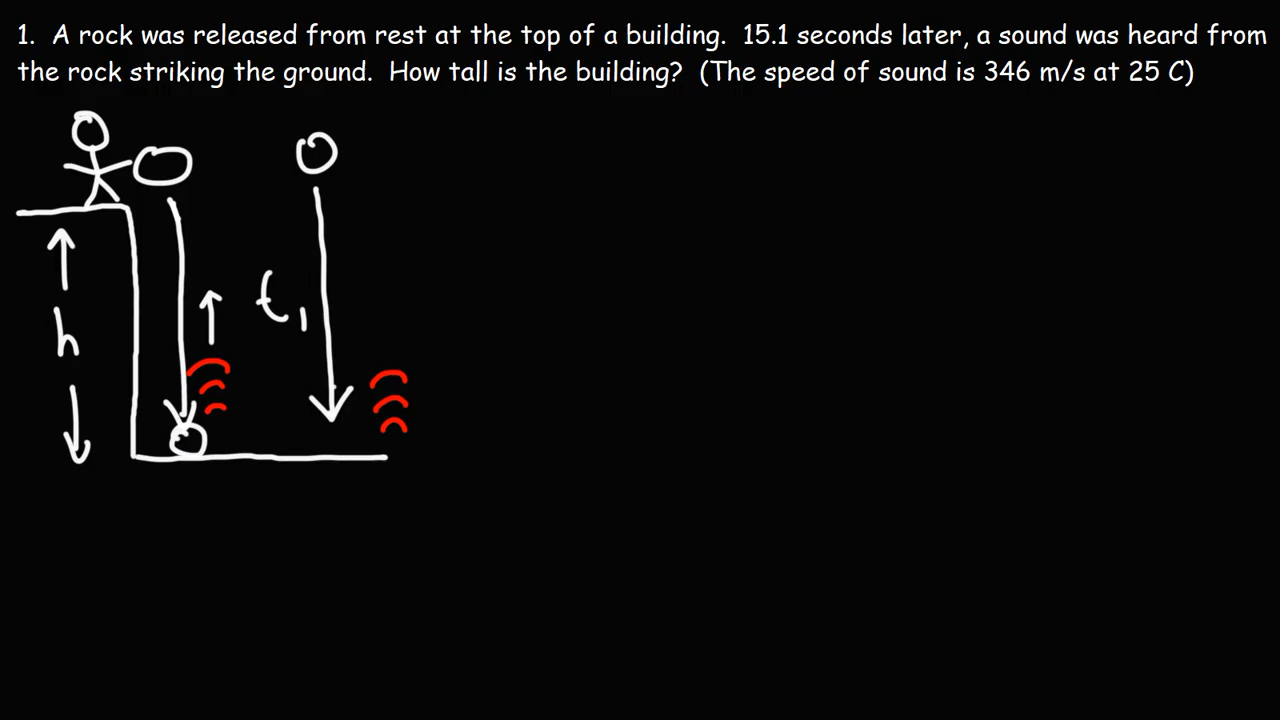 1. A rock was released from rest at the top of a building. 15.1 seconds later, a sound was heard from
the rock striking the ground. How tall is the building? (The speed of sound is 346 m/s at 25 C)
h
t₁